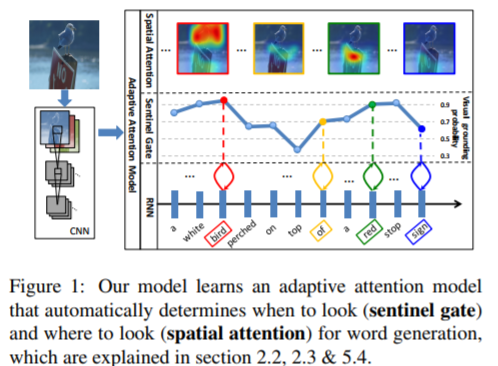 Spatial Attention
...
...
...
...
NO
Adaptive Attention Model
Sentinel Gate
0.9
0.7
0.5
0.3
Visual grounding probability
CNN
RNN
...
...
...
a white bird perched on top of a red stop sign
Figure 1: Our model learns an adaptive attention model
that automatically determines when to look (sentinel gate)
and where to look (spatial attention) for word generation,
which are explained in section 2.2, 2.3 & 5.4.